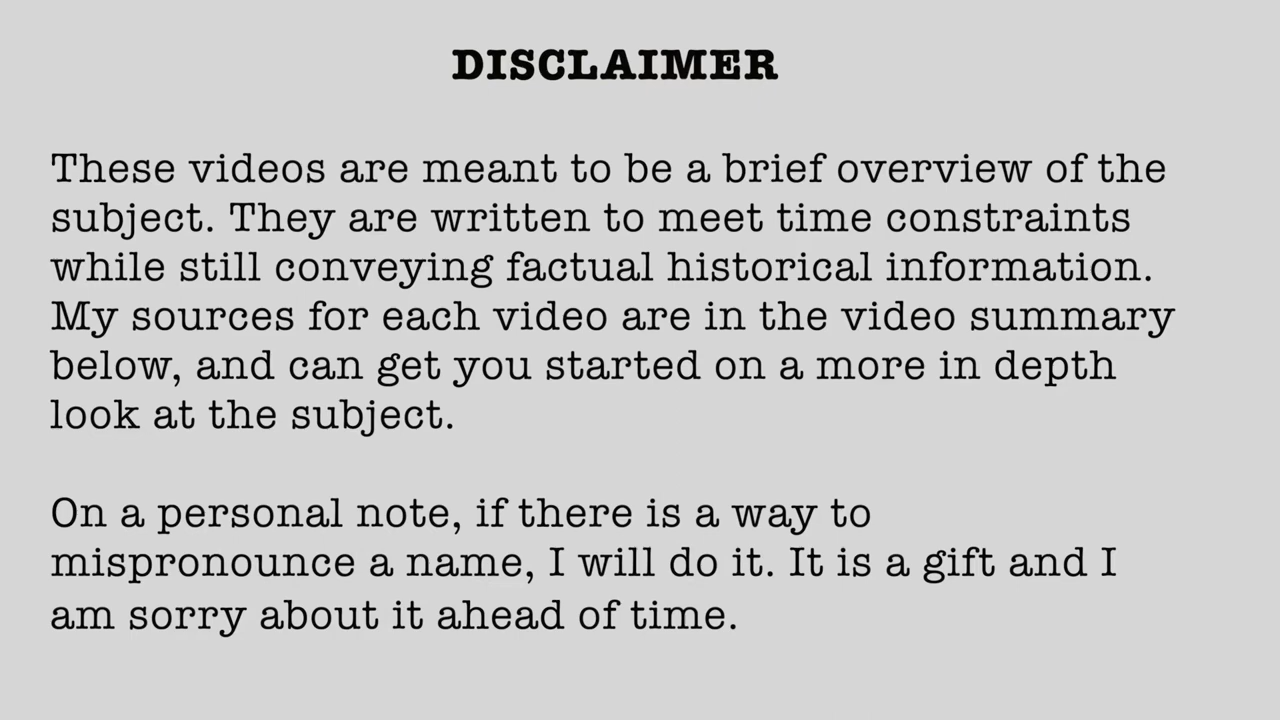 DISCLAIMER
These videos are meant to be a brief overview of the
subject. They are written to meet time constraints
while still conveying factual historical information.
My sources for each video are in the video summary
below, and can get you started on a more in depth
look at the subject.
On a personal note, if there is a way to
mispronounce a name, I will do it. It is a gift and I
am sorry about it ahead of time.